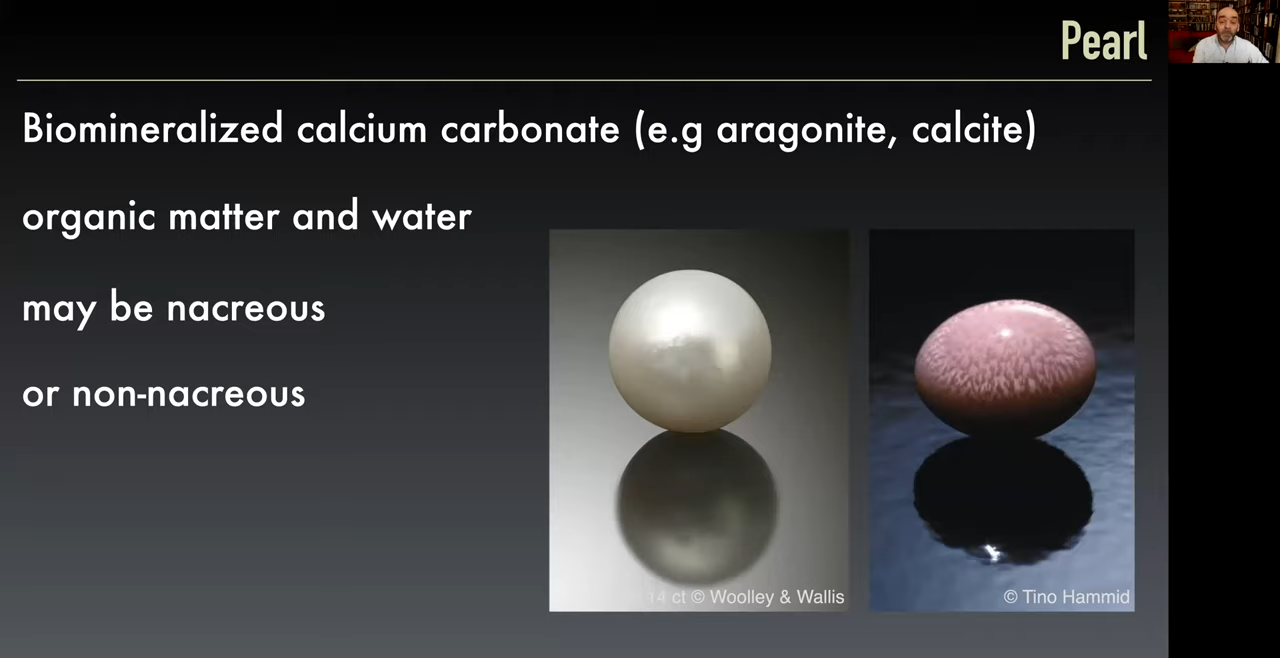 Pearl
Biomineralized calcium carbonate (e.g aragonite, calcite)
organic matter and water
may be nacreous
or non-nacreous
14 ct © Woolley & Wallis
© Tino Hammid